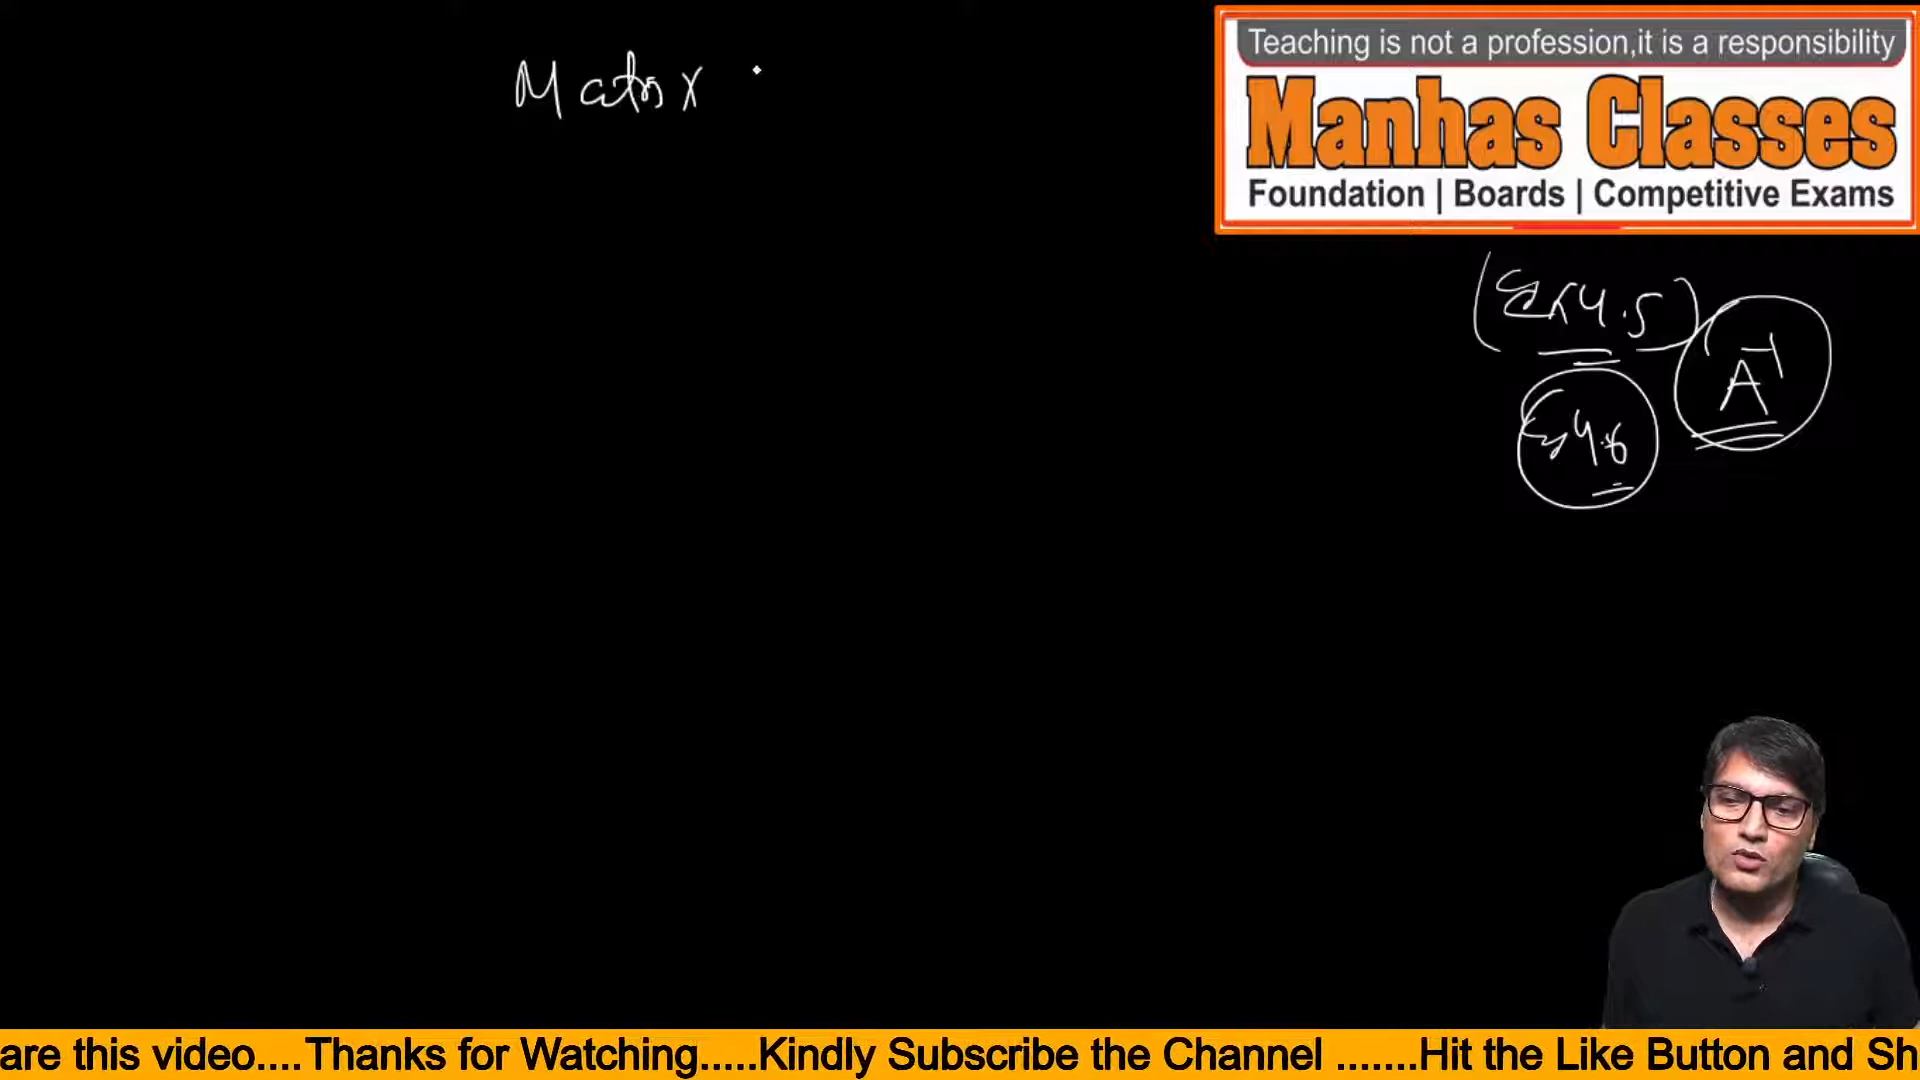 Matrix
Teaching is not a profession,it is a responsibility
Manhas Classes
Foundation | Boards | Competitive Exams
(Ex 4.5)
A⁻¹
Ex 4.6
are this video....Thanks for Watching.....Kindly Subscribe the Channel .......Hit the Like Button and Sh